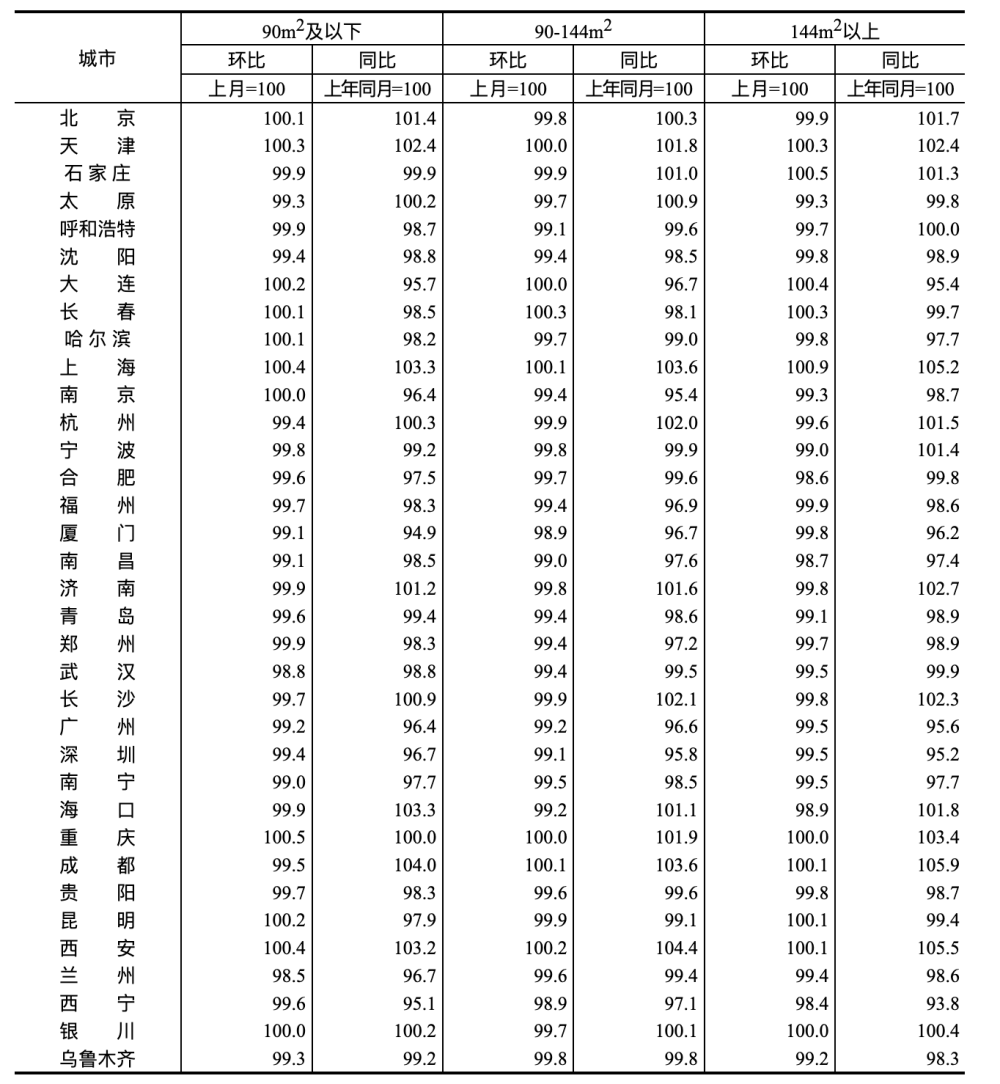 城市 90m²及以下 90-144m² 144m²以上
环比 同比 环比 同比 环比 同比
上月=100 上年同月=100 上月=100 上年同月=100 上月=100 上年同月=100
北 京 100.1 101.4 99.8 100.3 99.9 101.7
天 津 100.3 102.4 100.0 101.8 100.3 102.4
石 家 庄 99.9 99.9 99.9 101.0 100.5 101.3
太 原 99.3 100.2 99.7 100.9 99.3 99.8
呼和浩特 99.9 98.7 99.1 99.6 99.7 100.0
沈 阳 99.4 98.8 99.4 98.5 99.8 98.9
大 连 100.2 95.7 100.0 96.7 100.4 95.4
长 春 100.1 98.5 100.3 98.1 100.3 99.7
哈 尔 滨 100.1 98.2 99.7 99.0 99.8 97.7
上 海 100.4 103.3 100.1 103.6 100.9 105.2
南 京 100.0 96.4 99.4 95.4 99.3 98.7
杭 州 99.4 100.3 99.9 102.0 99.6 101.5
宁 波 99.8 99.2 99.8 99.9 99.0 101.4
合 肥 99.6 97.5 99.7 99.6 98.6 99.8
福 州 99.7 98.3 99.4 96.9 99.9 98.6
厦 门 99.1 94.9 98.9 96.7 99.8 96.2
南 昌 99.1 98.5 99.0 97.6 98.7 97.4
济 南 99.9 101.2 99.8 101.6 99.8 102.7
青 岛 99.6 99.4 99.4 98.6 99.1 98.9
郑 州 99.9 98.3 99.4 97.2 99.7 98.9
武 汉 98.8 98.8 99.4 99.5 99.5 99.9
长 沙 99.7 100.9 99.9 102.1 99.8 102.3
广 州 99.2 96.4 99.2 96.6 99.5 95.6
深 圳 99.4 96.7 99.1 95.8 99.5 95.2
南 宁 99.0 97.7 99.5 98.5 99.5 97.7
海 口 99.9 103.3 99.2 101.1 98.9 101.8
重 庆 100.5 100.0 100.0 101.9 100.0 103.4
成 都 99.5 104.0 100.1 103.6 100.1 105.9
贵 阳 99.7 98.3 99.6 99.6 99.8 98.7
昆 明 100.2 97.9 99.9 99.1 100.1 99.4
西 安 100.4 103.2 100.2 104.4 100.1 105.5
兰 州 98.5 96.7 99.6 99.4 99.4 98.6
西 宁 99.6 95.1 98.9 97.1 98.4 93.8
银 川 100.0 100.2 99.7 100.1 100.0 100.4
乌鲁木齐 99.3 99.2 99.8 99.8 99.2 98.3